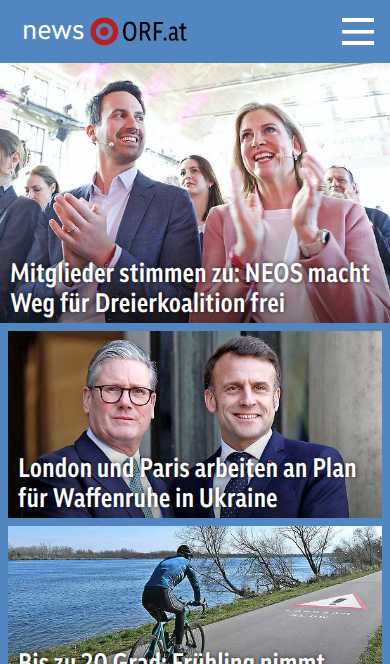 news ORF.at
Mitglieder stimmen zu: NEOS macht
Weg für Dreierkoalition frei
London und Paris arbeiten an Plan
für Waffenruhe in Ukraine
Bis zu 20 Grad: Frühling nimmt